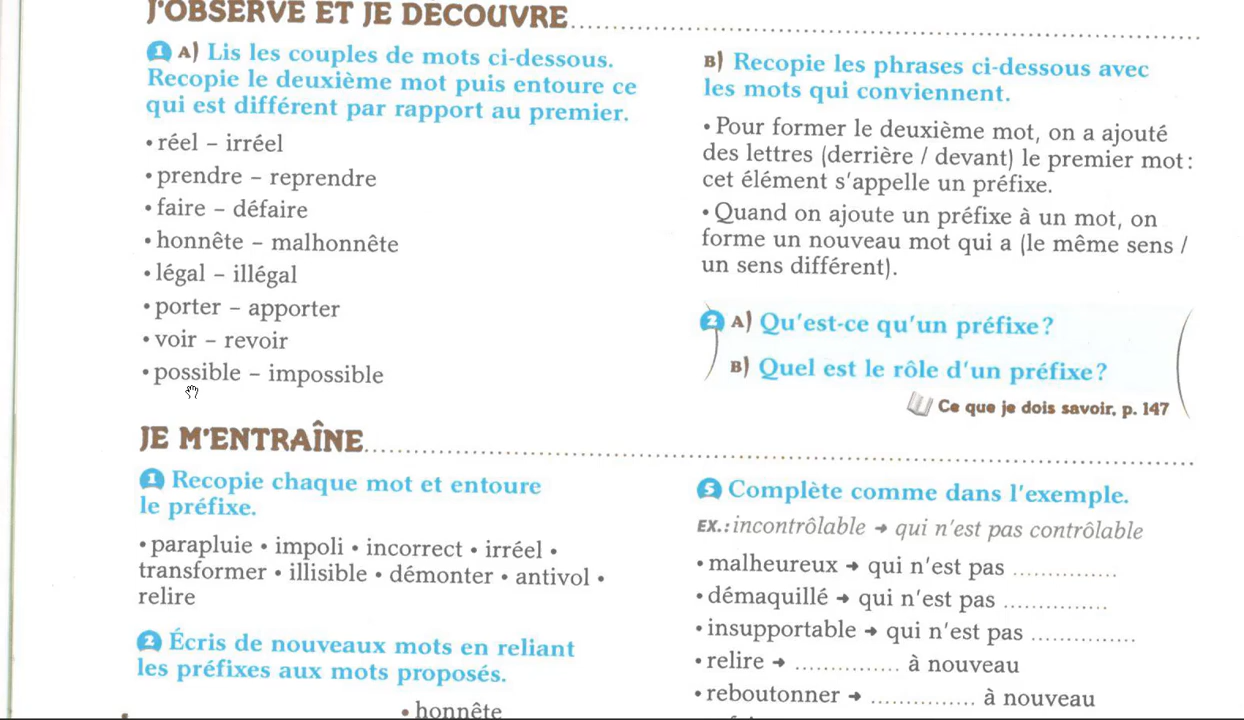 J'OBSERVE ET JE DÉCOUVRE
1 A) Lis les couples de mots ci-dessous.
Recopie le deuxième mot puis entoure ce
qui est différent par rapport au premier.
• réel – irréel
• prendre – reprendre
• faire – défaire
• honnête – malhonnête
• légal – illégal
• porter – apporter
• voir – revoir
• possible – impossible
B) Recopie les phrases ci-dessous avec
les mots qui conviennent.
• Pour former le deuxième mot, on a ajouté
des lettres (derrière / devant) le premier mot :
cet élément s'appelle un préfixe.
• Quand on ajoute un préfixe à un mot, on
forme un nouveau mot qui a (le même sens /
un sens différent).
2 A) Qu'est-ce qu'un préfixe ?
B) Quel est le rôle d'un préfixe ?
Ce que je dois savoir, p. 147
JE M'ENTRAÎNE
1 Recopie chaque mot et entoure
le préfixe.
• parapluie • impoli • incorrect • irréel •
transformer • illisible • démonter • antivol •
relire
2 Écris de nouveaux mots en reliant
les préfixes aux mots proposés.
• honnête
5 Complète comme dans l'exemple.
EX. : incontrôlable ➜ qui n'est pas contrôlable
• malheureux ➜ qui n'est pas ...............
• démaquillé ➜ qui n'est pas ...............
• insupportable ➜ qui n'est pas ...............
• relire ➜ ............... à nouveau
• reboutonner ➜ ............... à nouveau